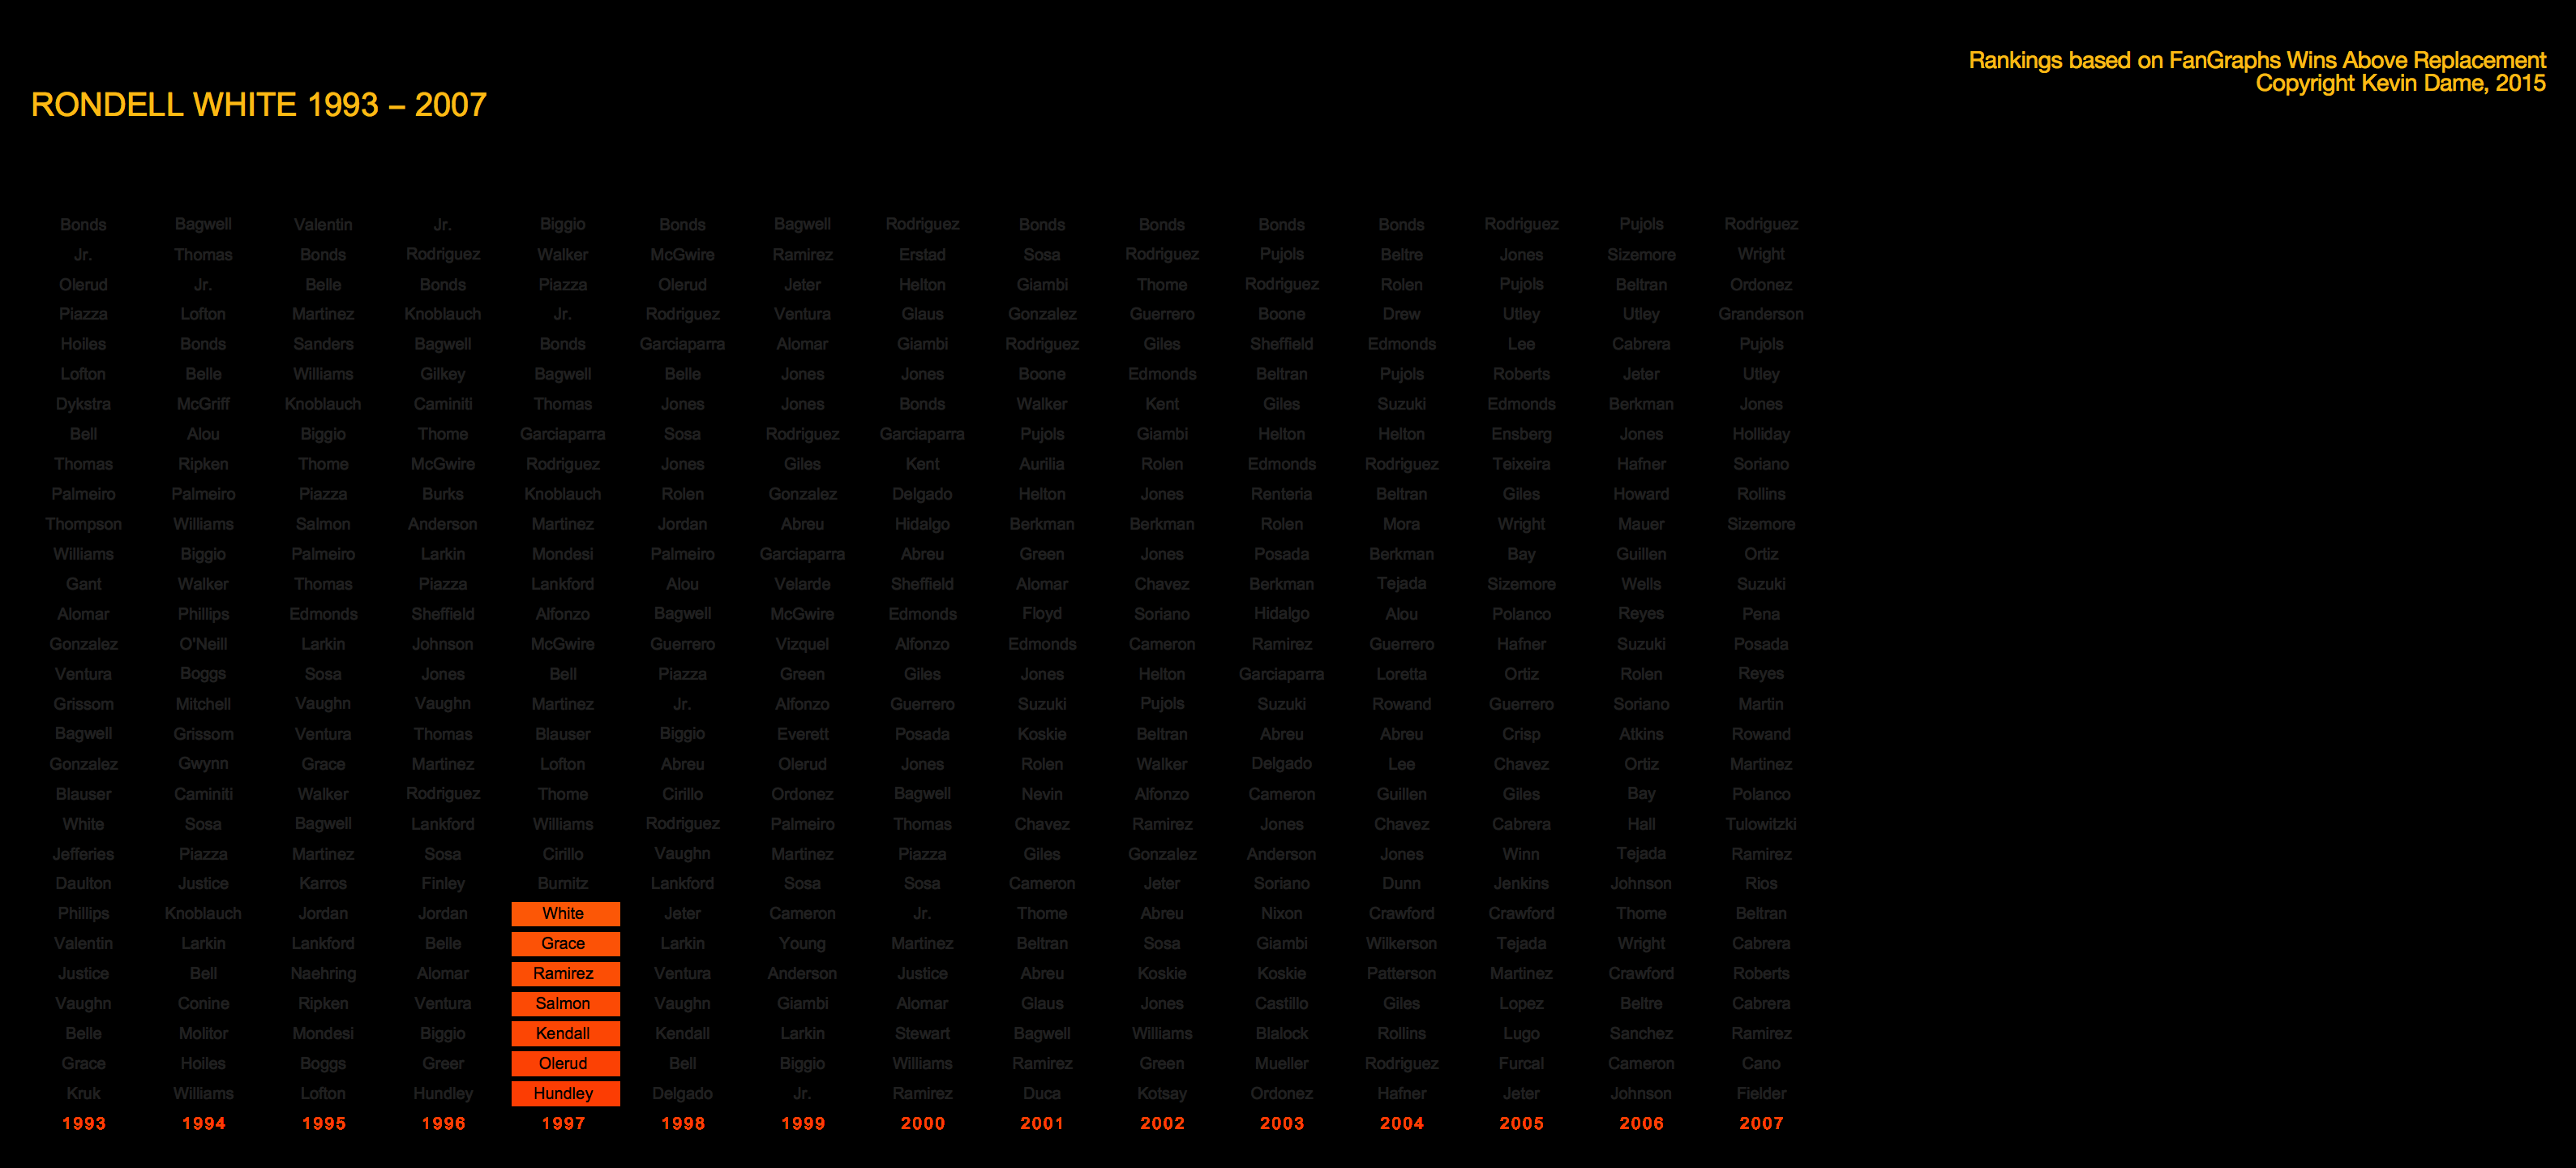 Rankings based on FanGraphs Wins Above Replacement
Copyright Kevin Dame, 2015
RONDELL WHITE 1993 – 2007
Bonds Bagwell Valentin Jr. Biggio Bonds Bagwell Rodriguez Bonds Bonds Bonds Bonds Rodriguez Pujols Rodriguez
Jr. Thomas Bonds Rodriguez Walker McGwire Ramirez Erstad Sosa Rodriguez Pujols Beltre Jones Sizemore Wright
Olerud Jr. Belle Bonds Piazza Olerud Jeter Helton Giambi Thome Rodriguez Rolen Pujols Beltran Ordonez
Piazza Lofton Martinez Knoblauch Jr. Rodriguez Ventura Glaus Gonzalez Guerrero Boone Drew Utley Utley Granderson
Hoiles Bonds Sanders Bagwell Bonds Garciaparra Alomar Giambi Rodriguez Giles Sheffield Edmonds Lee Cabrera Pujols
Lofton Belle Williams Gilkey Bagwell Belle Jones Jones Boone Edmonds Beltran Pujols Roberts Jeter Utley
Dykstra McGriff Knoblauch Caminiti Thomas Jones Jones Bonds Walker Kent Giles Suzuki Edmonds Berkman Jones
Bell Alou Biggio Thome Garciaparra Sosa Rodriguez Garciaparra Pujols Giambi Helton Helton Ensberg Jones Holliday
Thomas Ripken Thome McGwire Rodriguez Jones Giles Kent Aurilia Rolen Edmonds Rodriguez Teixeira Hafner Soriano
Palmeiro Palmeiro Piazza Burks Knoblauch Rolen Gonzalez Delgado Helton Jones Renteria Beltran Giles Howard Rollins
Thompson Williams Salmon Anderson Martinez Jordan Abreu Hidalgo Berkman Berkman Rolen Mora Wright Mauer Sizemore
Williams Biggio Palmeiro Larkin Mondesi Palmeiro Garciaparra Abreu Green Jones Posada Berkman Bay Guillen Ortiz
Gant Walker Thomas Piazza Lankford Alou Velarde Sheffield Alomar Chavez Berkman Tejada Sizemore Wells Suzuki
Alomar Phillips Edmonds Sheffield Alfonzo Bagwell McGwire Edmonds Floyd Soriano Hidalgo Alou Polanco Reyes Pena
Gonzalez O'Neill Larkin Johnson McGwire Guerrero Vizquel Alfonzo Edmonds Cameron Ramirez Guerrero Hafner Suzuki Posada
Ventura Boggs Sosa Jones Bell Piazza Green Giles Jones Helton Garciaparra Loretta Ortiz Rolen Reyes
Grissom Mitchell Vaughn Vaughn Martinez Jr. Alfonzo Guerrero Suzuki Pujols Suzuki Rowand Guerrero Soriano Martin
Bagwell Grissom Ventura Thomas Blauser Biggio Everett Posada Koskie Beltran Abreu Abreu Crisp Atkins Rowand
Gonzalez Gwynn Grace Martinez Lofton Abreu Olerud Jones Rolen Walker Delgado Lee Chavez Ortiz Martinez
Blauser Caminiti Walker Rodriguez Thome Cirillo Ordonez Bagwell Nevin Alfonzo Cameron Guillen Giles Bay Polanco
White Sosa Bagwell Lankford Williams Rodriguez Palmeiro Thomas Chavez Ramirez Jones Chavez Cabrera Hall Tulowitzki
Jefferies Piazza Martinez Sosa Cirillo Vaughn Martinez Piazza Giles Gonzalez Anderson Jones Winn Tejada Ramirez
Daulton Justice Karros Finley Burnitz Lankford Sosa Sosa Cameron Jeter Soriano Dunn Jenkins Johnson Rios
Phillips Knoblauch Jordan Jordan White Jeter Cameron Jr. Thome Abreu Nixon Crawford Crawford Thome Beltran
Valentin Larkin Lankford Belle Grace Larkin Young Martinez Beltran Sosa Giambi Wilkerson Tejada Wright Cabrera
Justice Bell Naehring Alomar Ramirez Ventura Anderson Justice Abreu Koskie Koskie Patterson Martinez Crawford Roberts
Vaughn Conine Ripken Ventura Salmon Vaughn Giambi Alomar Glaus Jones Castillo Giles Lopez Beltre Cabrera
Belle Molitor Mondesi Biggio Kendall Kendall Larkin Stewart Bagwell Williams Blalock Rollins Lugo Sanchez Ramirez
Grace Hoiles Boggs Greer Olerud Bell Biggio Williams Ramirez Green Mueller Rodriguez Furcal Cameron Cano
Kruk Williams Lofton Hundley Hundley Delgado Jr. Ramirez Duca Kotsay Ordonez Hafner Jeter Johnson Fielder
1993 1994 1995 1996 1997 1998 1999 2000 2001 2002 2003 2004 2005 2006 2007